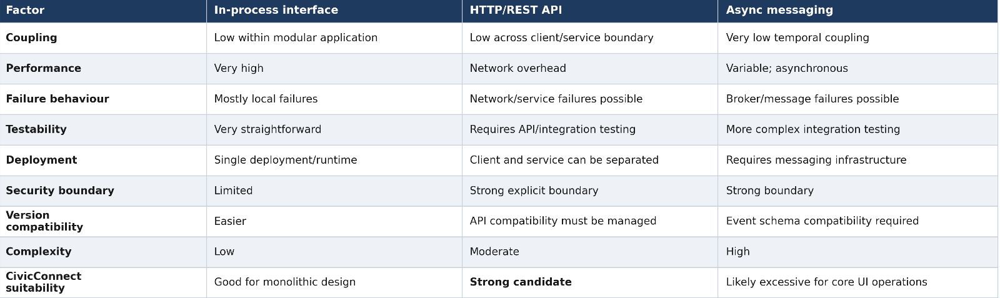 Factor In-process interface HTTP/REST API Async messaging
Coupling Low within modular application Low across client/service boundary Very low temporal coupling
Performance Very high Network overhead Variable; asynchronous
Failure behaviour Mostly local failures Network/service failures possible Broker/message failures possible
Testability Very straightforward Requires API/integration testing More complex integration testing
Deployment Single deployment/runtime Client and service can be separated Requires messaging infrastructure
Security boundary Limited Strong explicit boundary Strong boundary
Version
compatibility Easier API compatibility must be managed Event schema compatibility required
Complexity Low Moderate High
CivicConnect
suitability Good for monolithic design Strong candidate Likely excessive for core UI operations